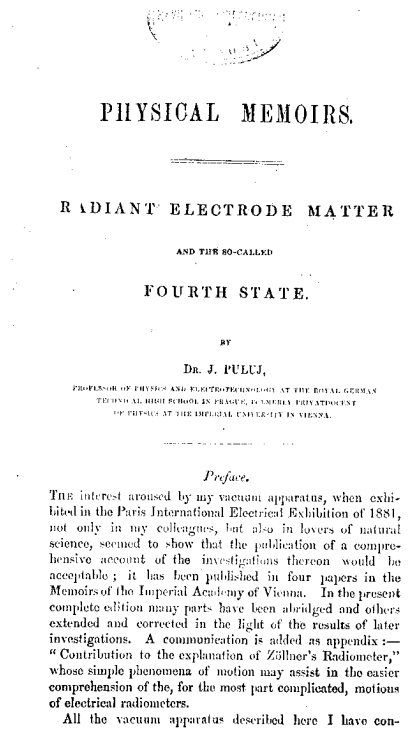 PHYSICAL MEMOIRS.
RADIANT ELECTRODE MATTER
AND THE SO-CALLED
FOURTH STATE.
BY
DR. J. PULUJ,
PROFESSOR OF PHYSICS AND ELECTROTECHNOLOGY AT THE ROYAL GERMAN
TECHNICAL HIGH SCHOOL IN PRAGUE, FORMERLY PRIVATDOCENT
OF PHYSICS AT THE IMPERIAL UNIVERSITY IN VIENNA.
Preface.
THE interest aroused by my vacuum apparatus, when exhi-
bited in the Paris International Electrical Exhibition of 1881,
not only in my colleagues, but also in lovers of natural
science, seemed to show that the publication of a compre-
hensive account of the investigations thereon would be
acceptable; it has been published in four papers in the
Memoirs of the Imperial Academy of Vienna. In the present
complete edition many parts have been abridged and others
extended and corrected in the light of the results of later
investigations. A communication is added as appendix :—
“ Contribution to the explanation of Zöllner's Radiometer,”
whose simple phenomena of motion may assist in the easier
comprehension of the, for the most part complicated, motions
of electrical radiometers.
All the vacuum apparatus described here I have con-